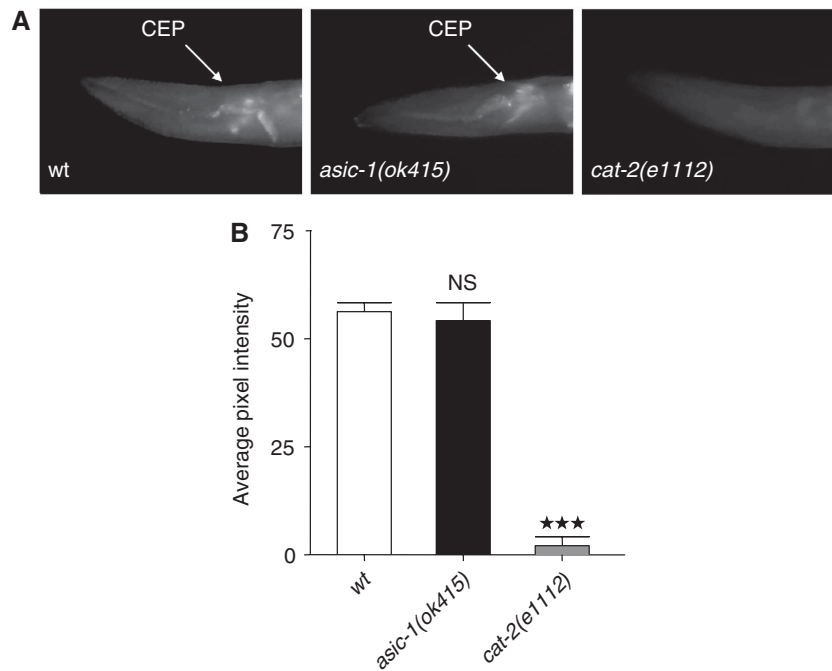 A
CEP
CEP
wt
asic-1(ok415)
cat-2(e1112)
B
75
50
25
0
Average pixel intensity
NS
★★★
wt
asic-1(ok415)
cat-2(e1112)